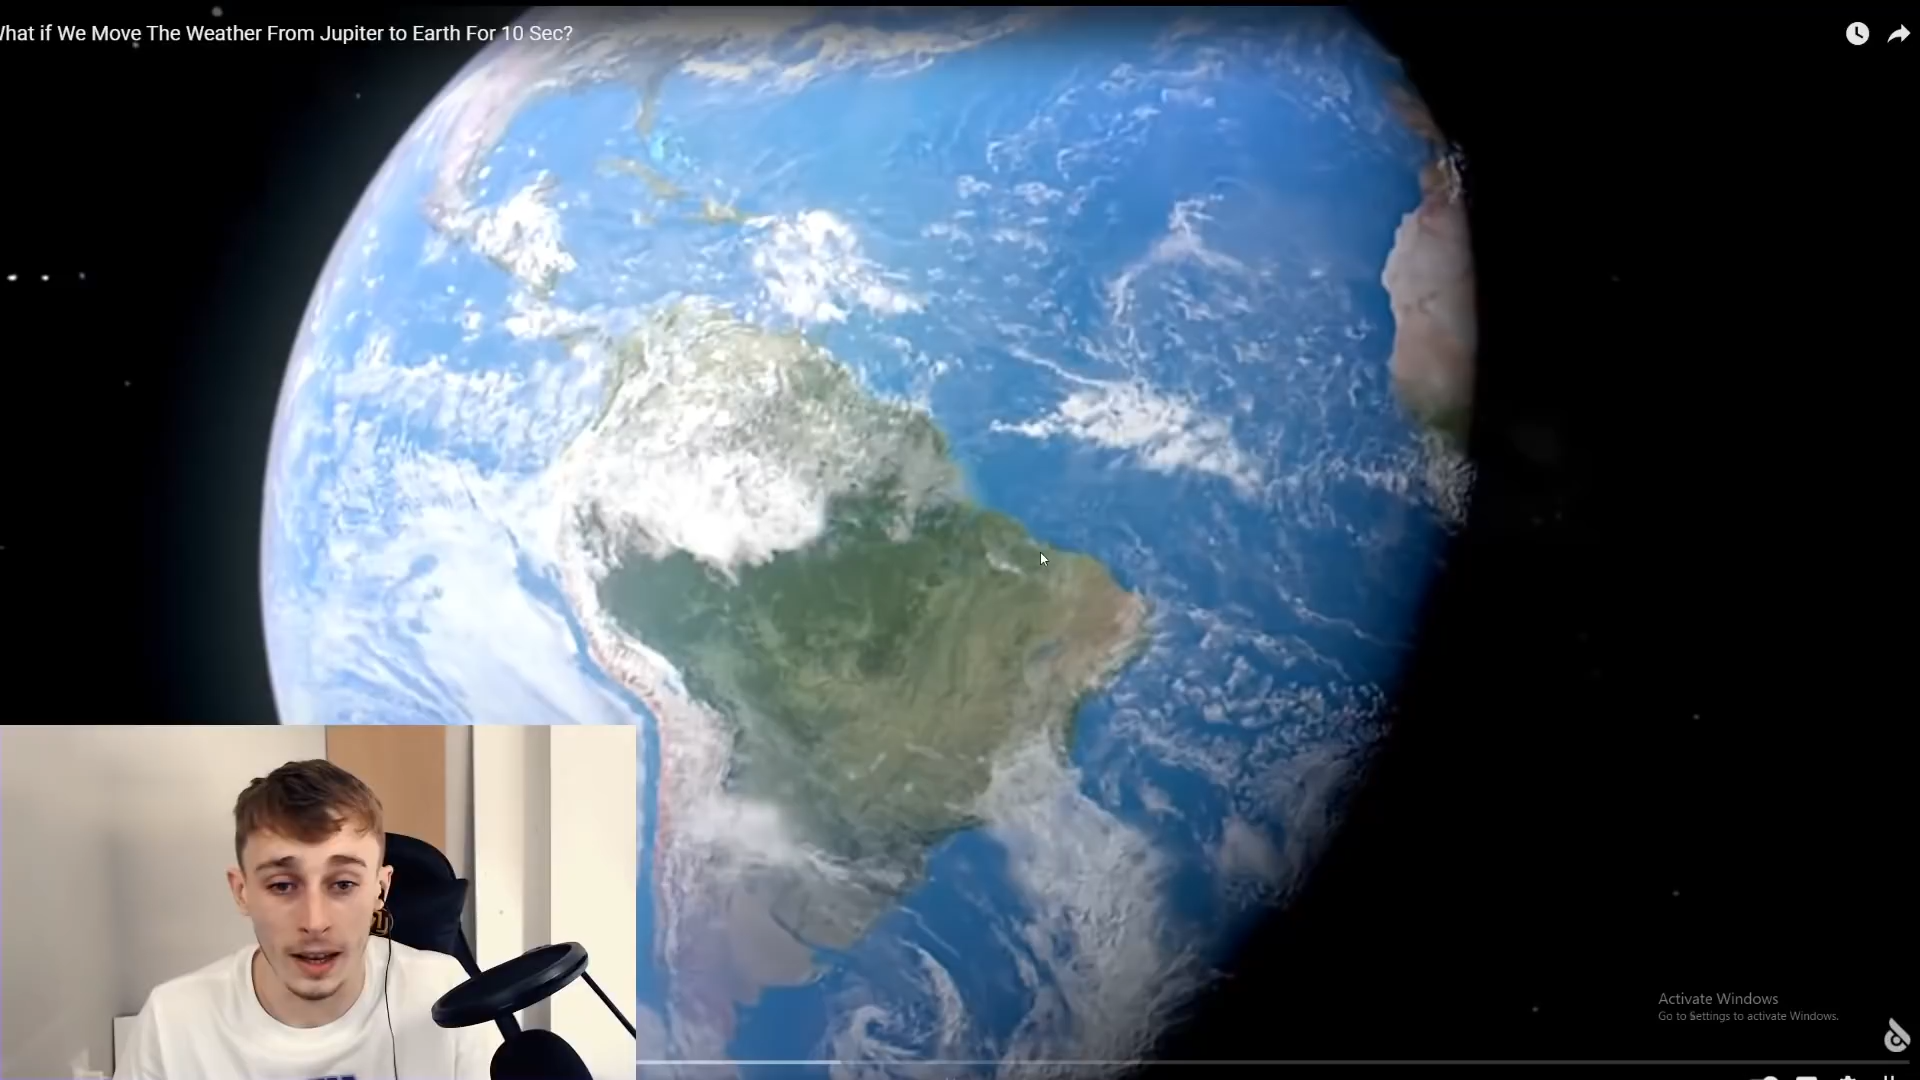 What if We Move The Weather From Jupiter to Earth For 10 Sec?
Activate Windows
Go to Settings to activate Windows.